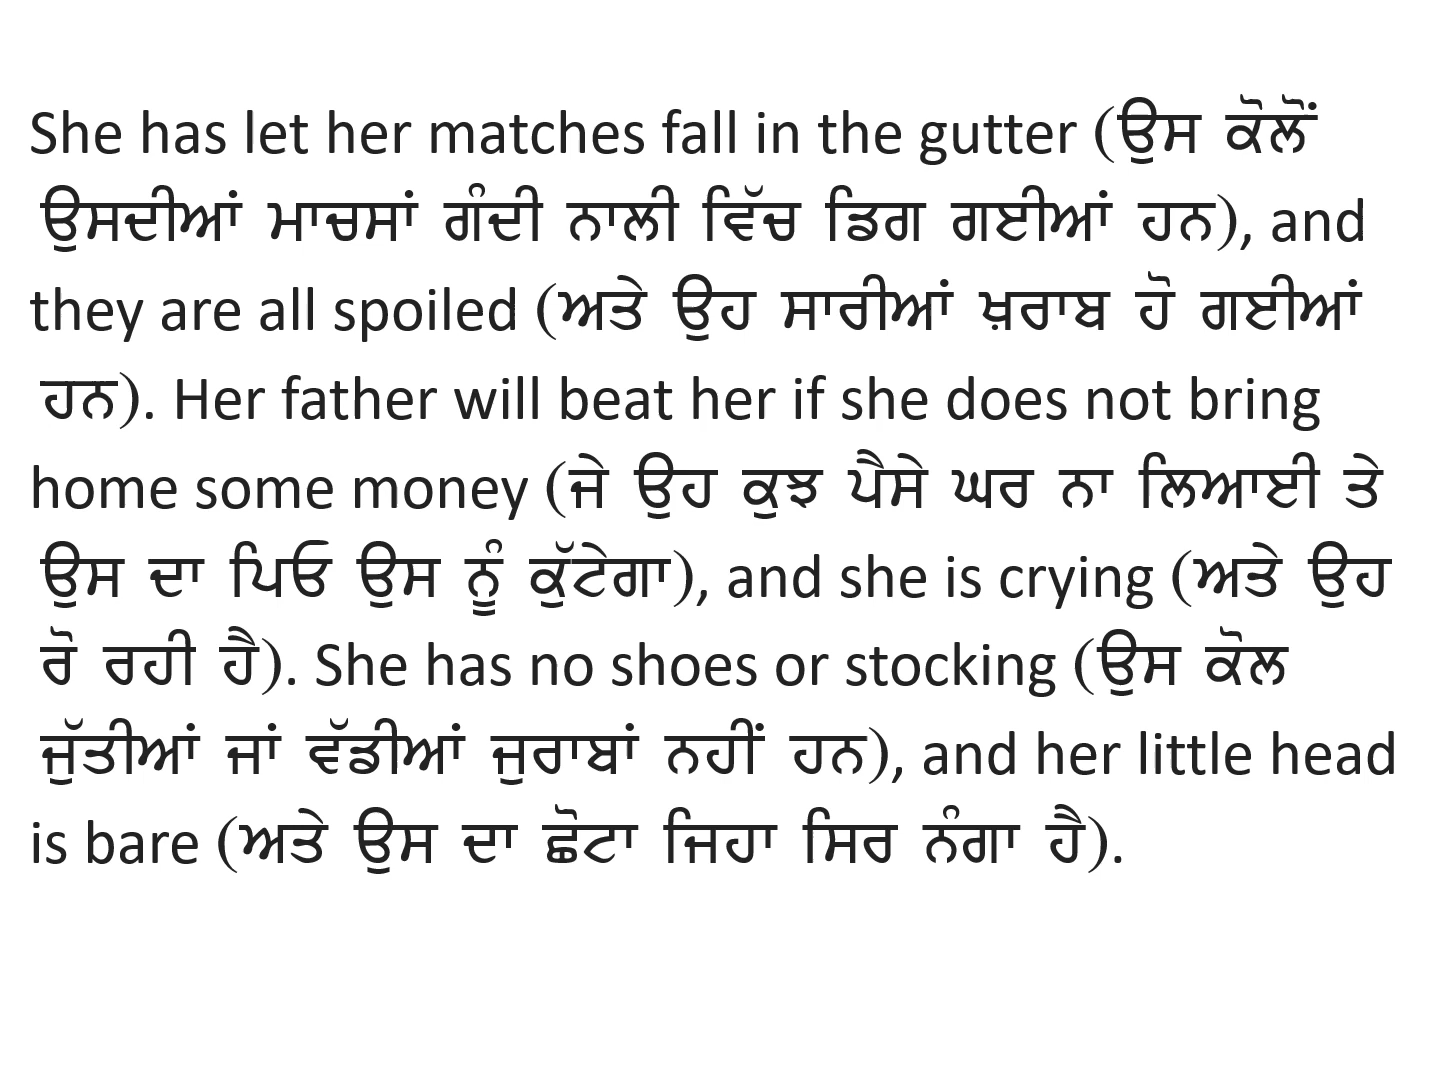 She has let her matches fall in the gutter (ਉਸ ਕੋਲੋਂ
ਉਸਦੀਆਂ ਮਾਚਸਾਂ ਗੰਦੀ ਨਾਲੀ ਵਿੱਚ ਡਿਗ ਗਈਆਂ ਹਨ), and
they are all spoiled (ਅਤੇ ਉਹ ਸਾਰੀਆਂ ਖ਼ਰਾਬ ਹੋ ਗਈਆਂ
ਹਨ). Her father will beat her if she does not bring
home some money (ਜੇ ਉਹ ਕੁਝ ਪੈਸੇ ਘਰ ਨਾ ਲਿਆਈ ਤੇ
ਉਸ ਦਾ ਪਿਓ ਉਸ ਨੂੰ ਕੁੱਟੇਗਾ), and she is crying (ਅਤੇ ਉਹ
ਰੋ ਰਹੀ ਹੈ). She has no shoes or stocking (ਉਸ ਕੋਲ
ਜੁੱਤੀਆਂ ਜਾਂ ਵੱਡੀਆਂ ਜੁਰਾਬਾਂ ਨਹੀਂ ਹਨ), and her little head
is bare (ਅਤੇ ਉਸ ਦਾ ਛੋਟਾ ਜਿਹਾ ਸਿਰ ਨੰਗਾ ਹੈ).